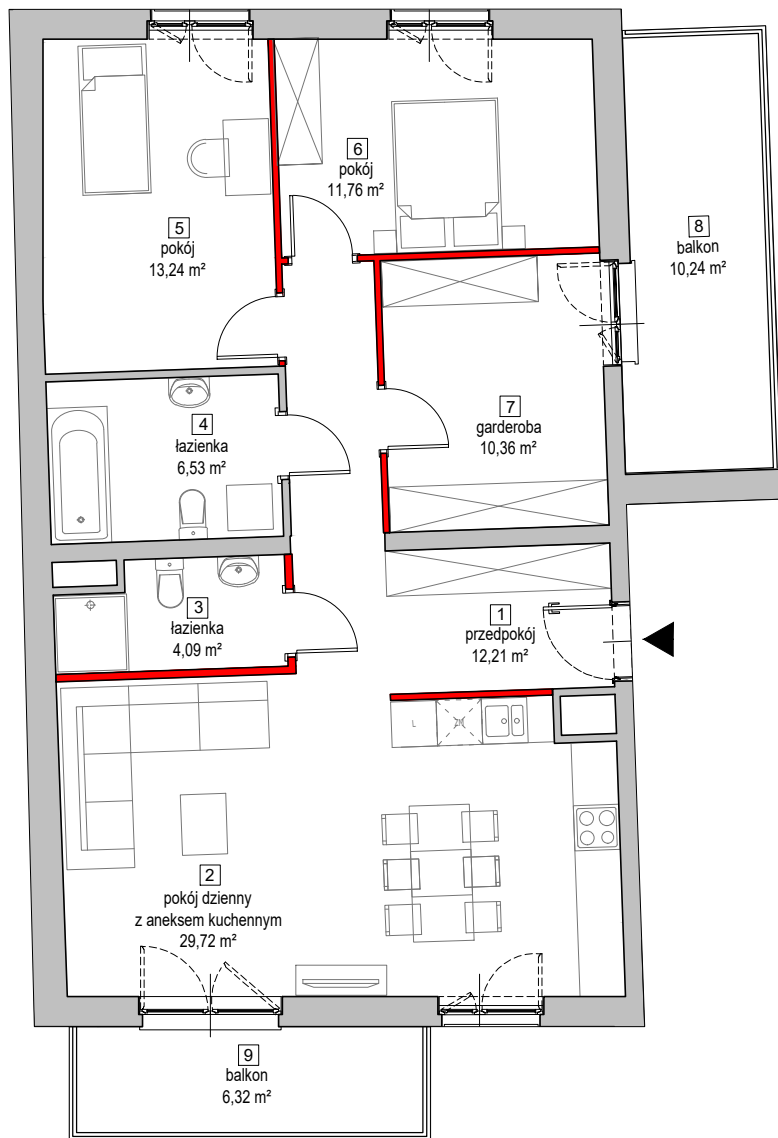 6
pokój
11,76 m²
5
pokój
13,24 m²
8
balkon
10,24 m²
7
garderoba
10,36 m²
4
łazienka
6,53 m²
3
łazienka
4,09 m²
1
przedpokój
12,21 m²
L
ZM
2
pokój dzienny
z aneksem kuchennym
29,72 m²
9
balkon
6,32 m²